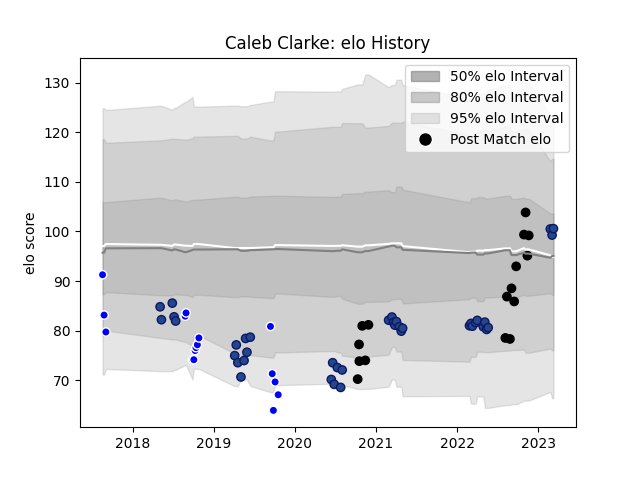 Caleb Clarke: elo History
50% elo Interval
80% elo Interval
95% elo Interval
Post Match elo
elo score
130
120
110
100
90
80
70
2018
2019
2020
2021
2022
2023